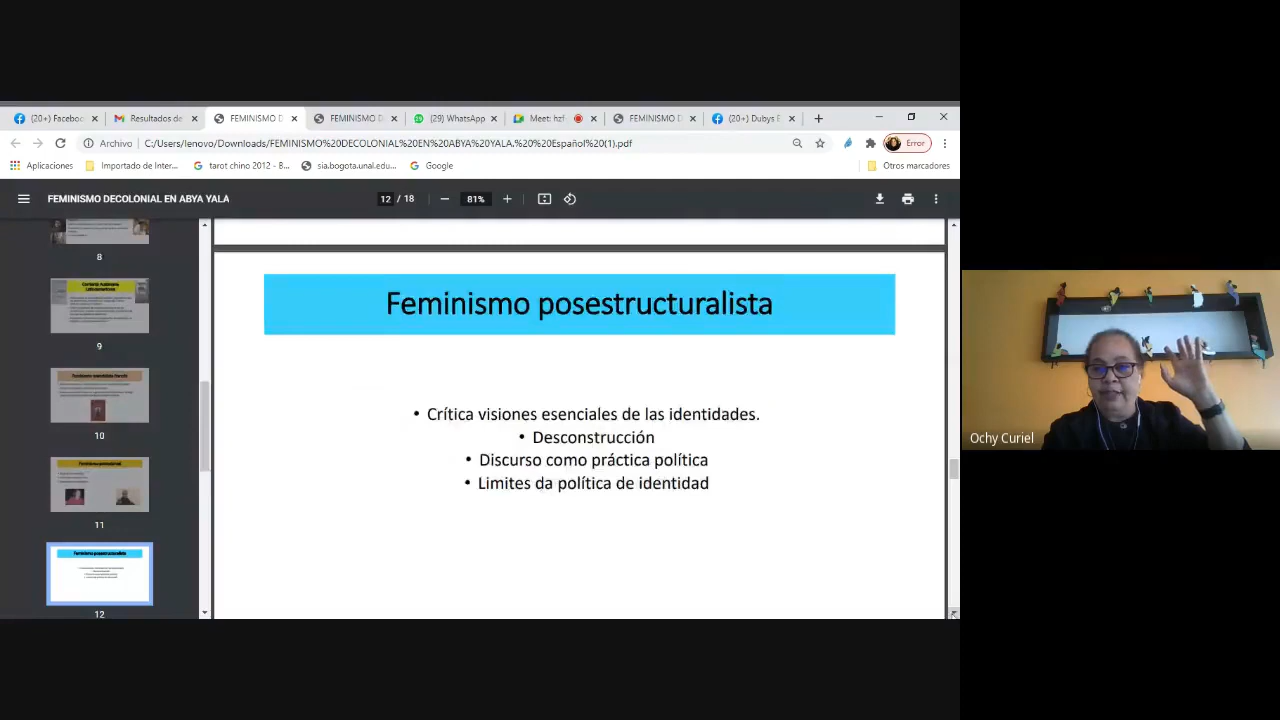 (20+) Facebo
Resultados de
FEMINISMO D
FEMINISMO D
(29) WhatsApp
Meet: hzf
FEMINISMO D
(20+) Dubys E
Archivo
C:/Users/lenovo/Downloads/FEMINISMO%20DECOLONIAL%20EN%20ABYA%20YALA.%20%20Español%20(1).pdf
Error
Aplicaciones
Importado de Inter...
tarot chino 2012 - B...
sia.bogota.unal.edu...
Google
Otros marcadores
FEMINISMO DECOLONIAL EN ABYA YALA
12 / 18
81%
8
9
10
11
Feminismo posestructuralista
12
Feminismo posestructuralista
• Crítica visiones esenciales de las identidades.
• Desconstrucción
• Discurso como práctica política
• Limites da política de identidad
Ochy Curiel